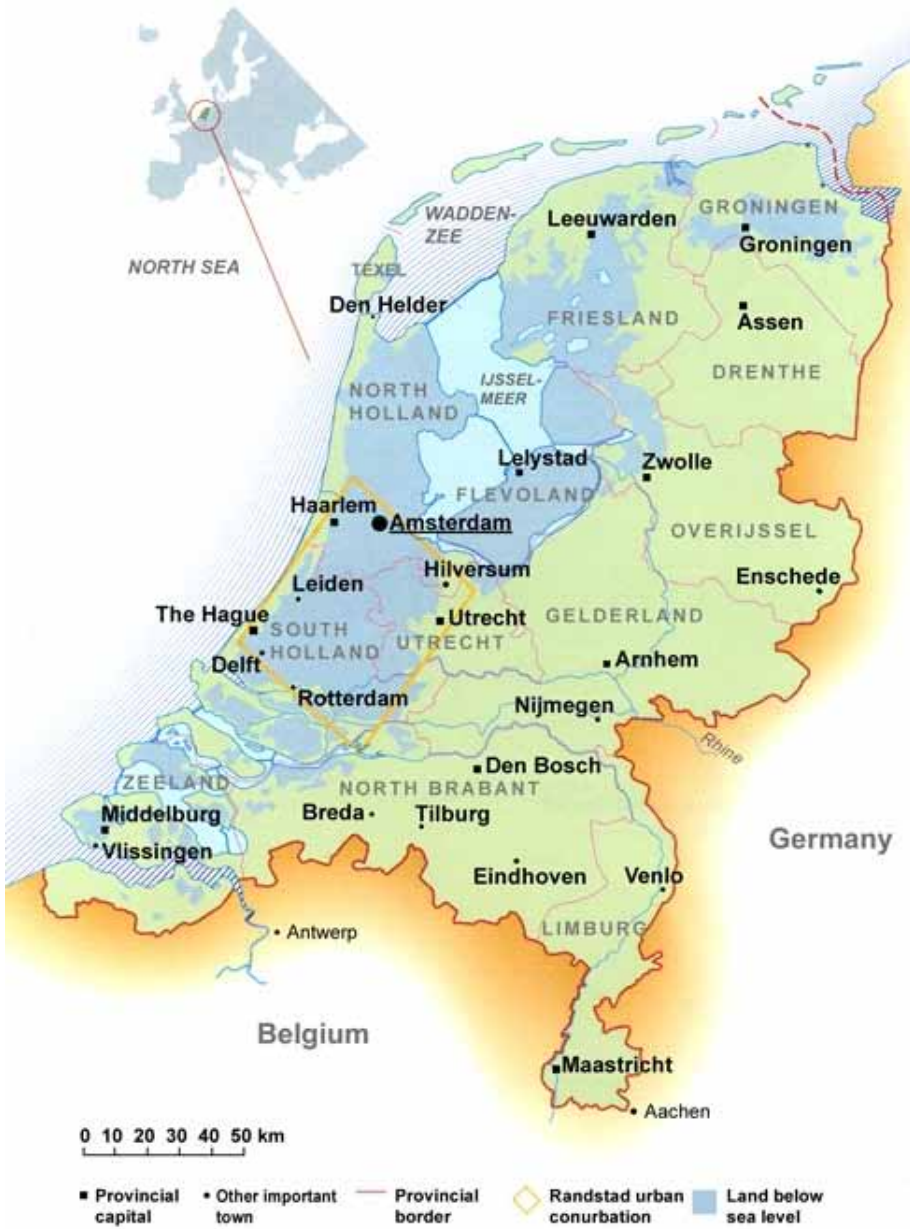 WADDEN-
ZEE
NORTH SEA
TEXEL
Den Helder
Leeuwarden
GRONINGEN
Groningen
FRIESLAND
Assen
DRENTHE
NORTH
HOLLAND
IJSSEL-
MEER
Lelystad
FLEVOLAND
Zwolle
Haarlem
Amsterdam
OVERIJSSEL
Leiden
Hilversum
Enschede
The Hague
SOUTH
HOLLAND
Utrecht
UTRECHT
GELDERLAND
Delft
Arnhem
Rotterdam
Nijmegen
Rhine
ZEELAND
NORTH BRABANT
Den Bosch
Middelburg
Breda
Tilburg
Vlissingen
Germany
Eindhoven
Venlo
LIMBURG
Antwerp
Belgium
Maastricht
Aachen
0 10 20 30 40 50 km
Provincial
capital
Other important
town
Provincial
border
Randstad urban
conurbation
Land below
sea level